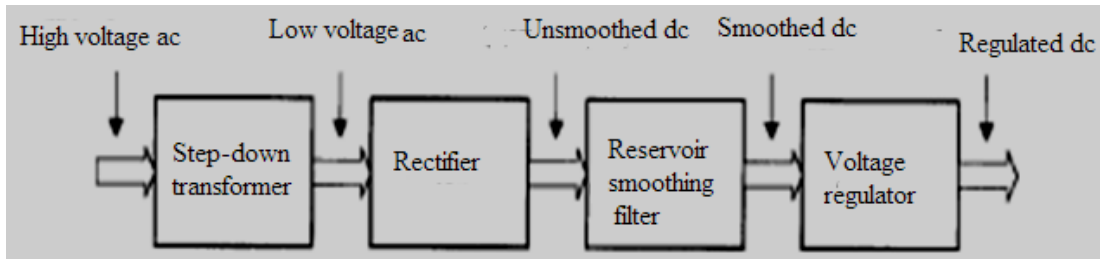 High voltage ac
Low voltage ac
Unsmoothed dc
Smoothed dc
Regulated dc
Step-down
transformer
Rectifier
Reservoir
smoothing
filter
Voltage
regulator